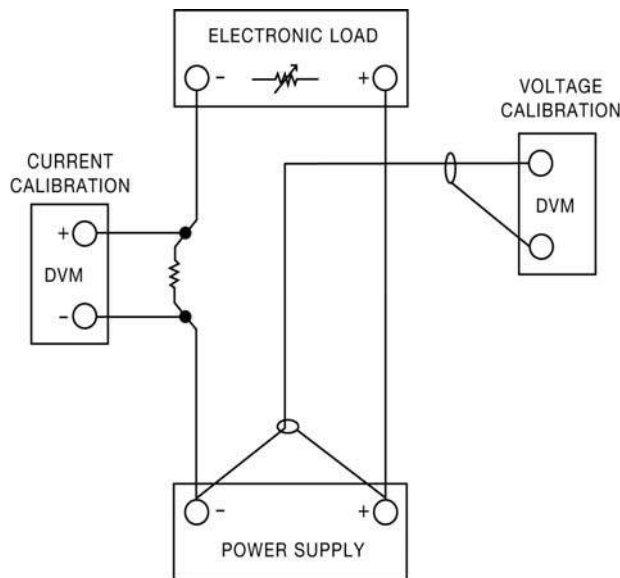 ELECTRONIC LOAD
- +
VOLTAGE
CALIBRATION
CURRENT
CALIBRATION
+
DVM
DVM
-
- +
POWER SUPPLY